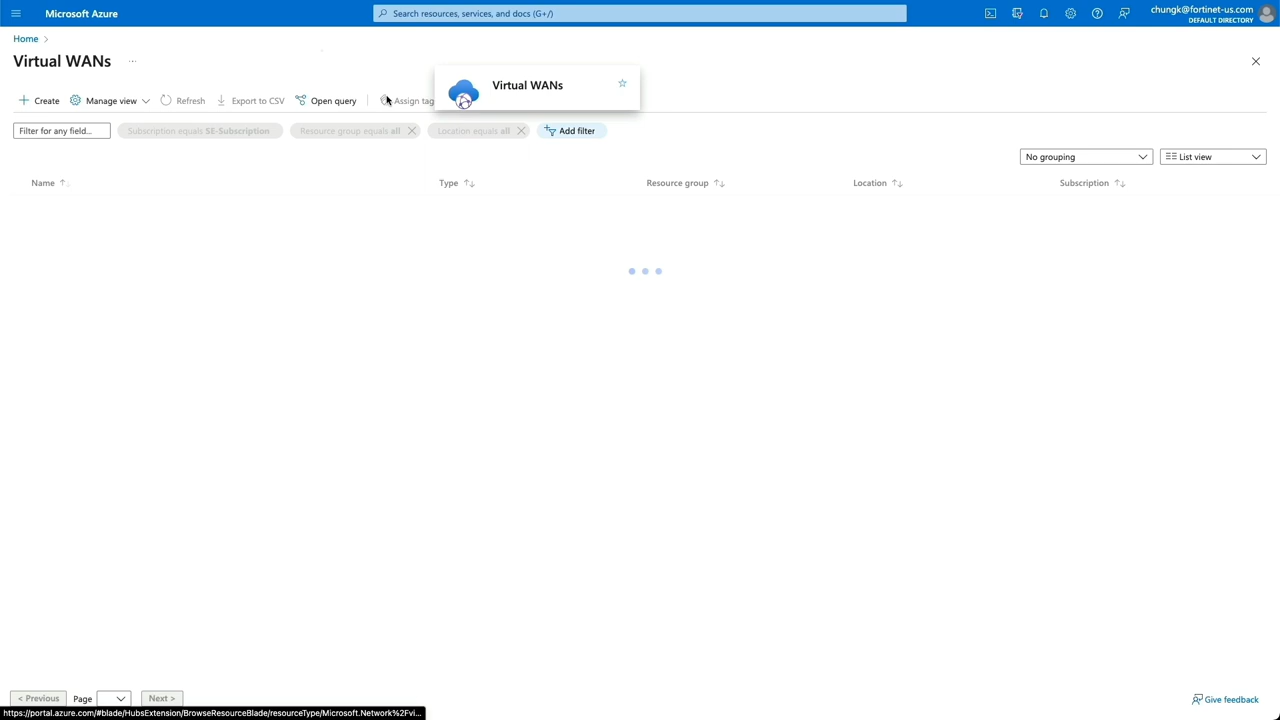 Microsoft Azure
Search resources, services, and docs (G+/)
chungk@fortinet-us.com
DEFAULT DIRECTORY
Home
Virtual WANs
...
Virtual WANs
Create
Manage view
Refresh
Export to CSV
Open query
Assign tag
Filter for any field...
Subscription equals SE-Subscription
Resource group equals all
Location equals all
Add filter
No grouping
List view
Name
Type
Resource group
Location
Subscription
< Previous
Page
Next >
Give feedback
https://portal.azure.com/#blade/HubsExtension/BrowseResourceBlade/resourceType/Microsoft.Network%2Fvi...